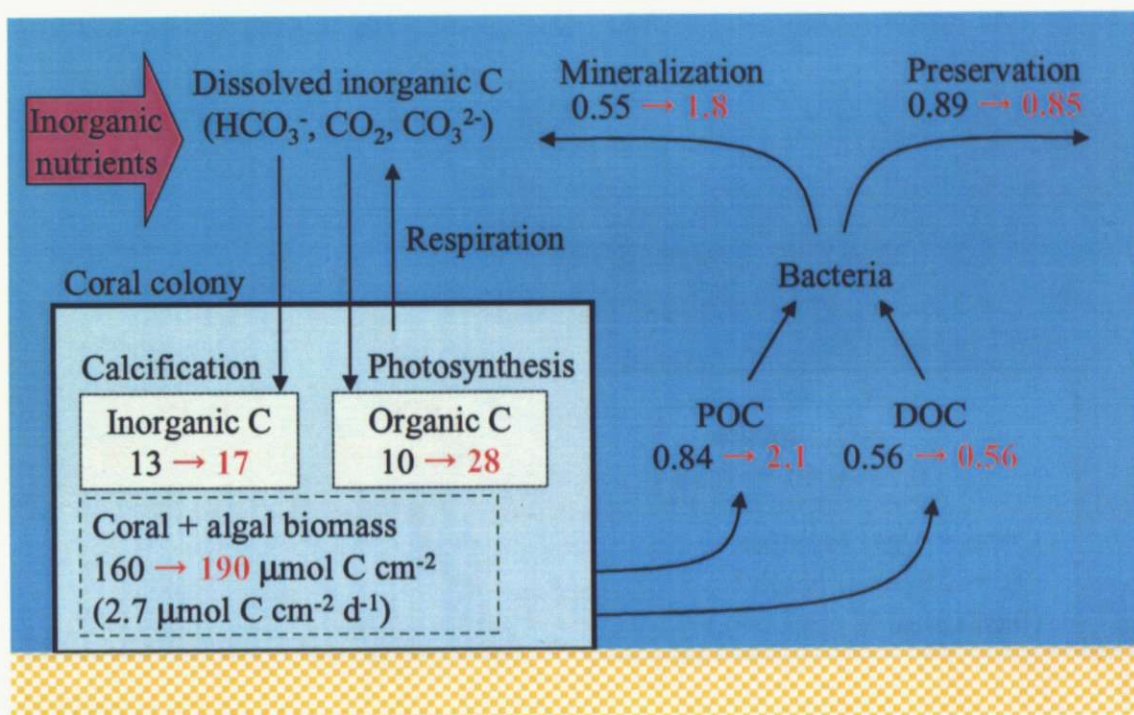 Inorganic
nutrients
Dissolved inorganic C
(HCO₃⁻, CO₂, CO₃²⁻)
Mineralization
0.55 → 1.8
Preservation
0.89 → 0.85
Respiration
Bacteria
Coral colony
Calcification
Photosynthesis
Inorganic C
13 → 17
Organic C
10 → 28
POC
0.84 → 2.1
DOC
0.56 → 0.56
Coral + algal biomass
160 → 190 μmol C cm⁻²
(2.7 μmol C cm⁻² d⁻¹)